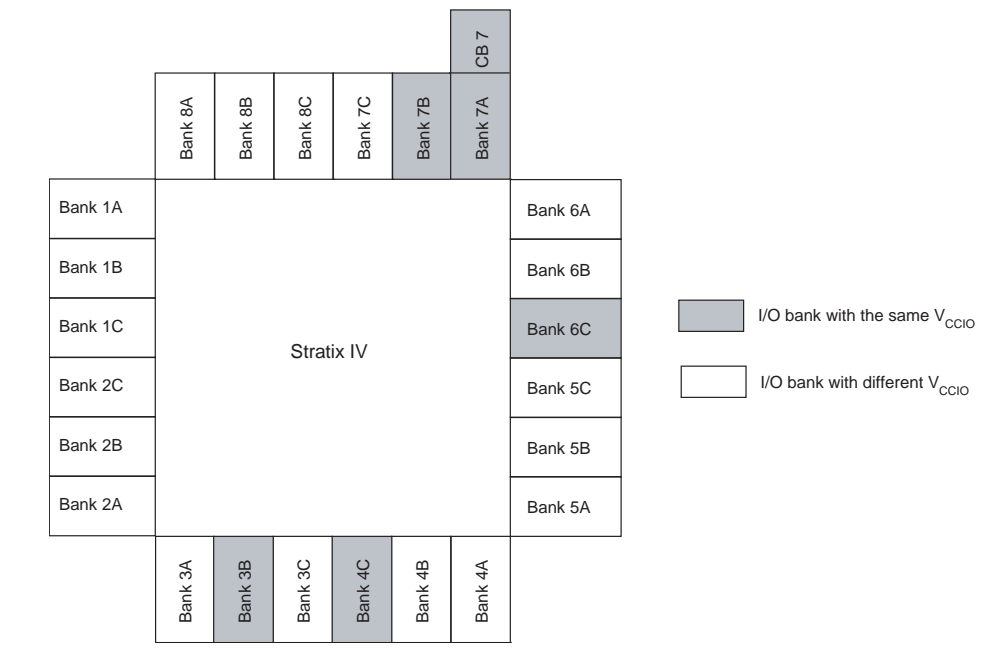 CB 7
Bank 8A
Bank 8B
Bank 8C
Bank 7C
Bank 7B
Bank 7A
Bank 1A
Bank 1B
Bank 1C
Bank 2C
Bank 2B
Bank 2A
Stratix IV
Bank 6A
Bank 6B
Bank 6C
Bank 5C
Bank 5B
Bank 5A
Bank 3A
Bank 3B
Bank 3C
Bank 4C
Bank 4B
Bank 4A
I/O bank with the same VCCIO
I/O bank with different VCCIO